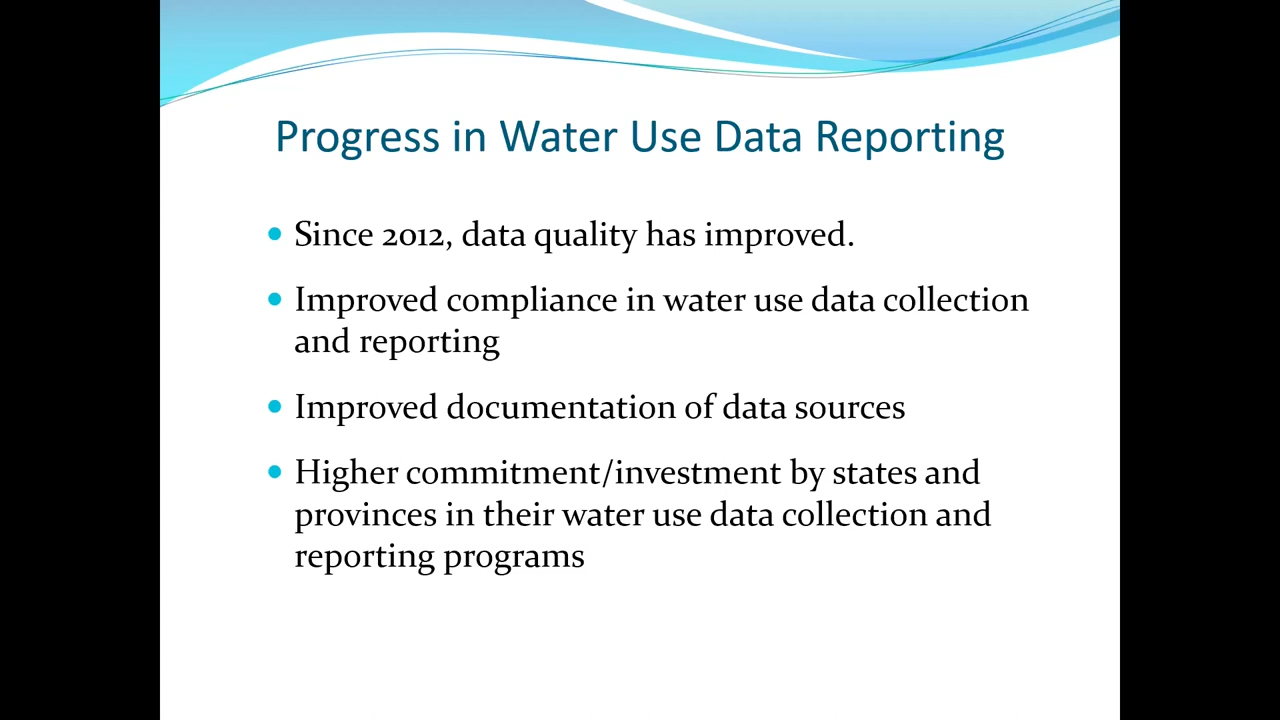 Progress in Water Use Data Reporting
• Since 2012, data quality has improved.
• Improved compliance in water use data collection
and reporting
• Improved documentation of data sources
• Higher commitment/investment by states and
provinces in their water use data collection and
reporting programs